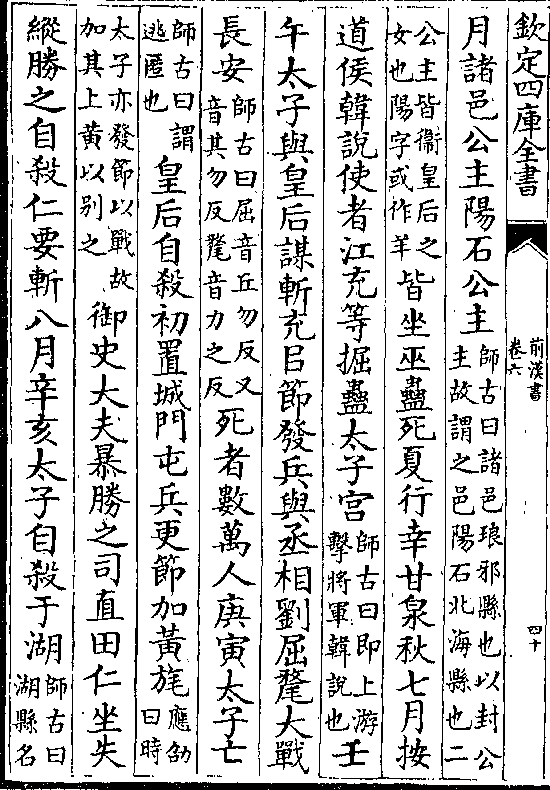 欽定四庫全書
前漢書
卷六
四十
月諸邑公主陽石公主師古曰諸邑琅邪縣也以封公主故謂之邑陽石北海縣也二
公主皆衞皇后之女也陽字或作羊皆坐巫蠱死夏行幸甘泉秋七月按
道侯韓說使者江充等掘蠱太子宫師古曰即上游擊將軍韓說也壬
午太子與皇后謀斬充㠯節發兵與丞相劉屈氂大戰
長安師古曰屈音丘勿反又音其勿反氂音力之反死者數萬人庚寅太子亡
師古曰謂逃匿也皇后自殺初置城門屯兵更節加黃旄應劭曰時
太子亦發節以戰故加其上黃以别之御史大夫暴勝之司直田仁坐失
縱勝之自殺仁要斬八月辛亥太子自殺于湖師古曰湖縣名